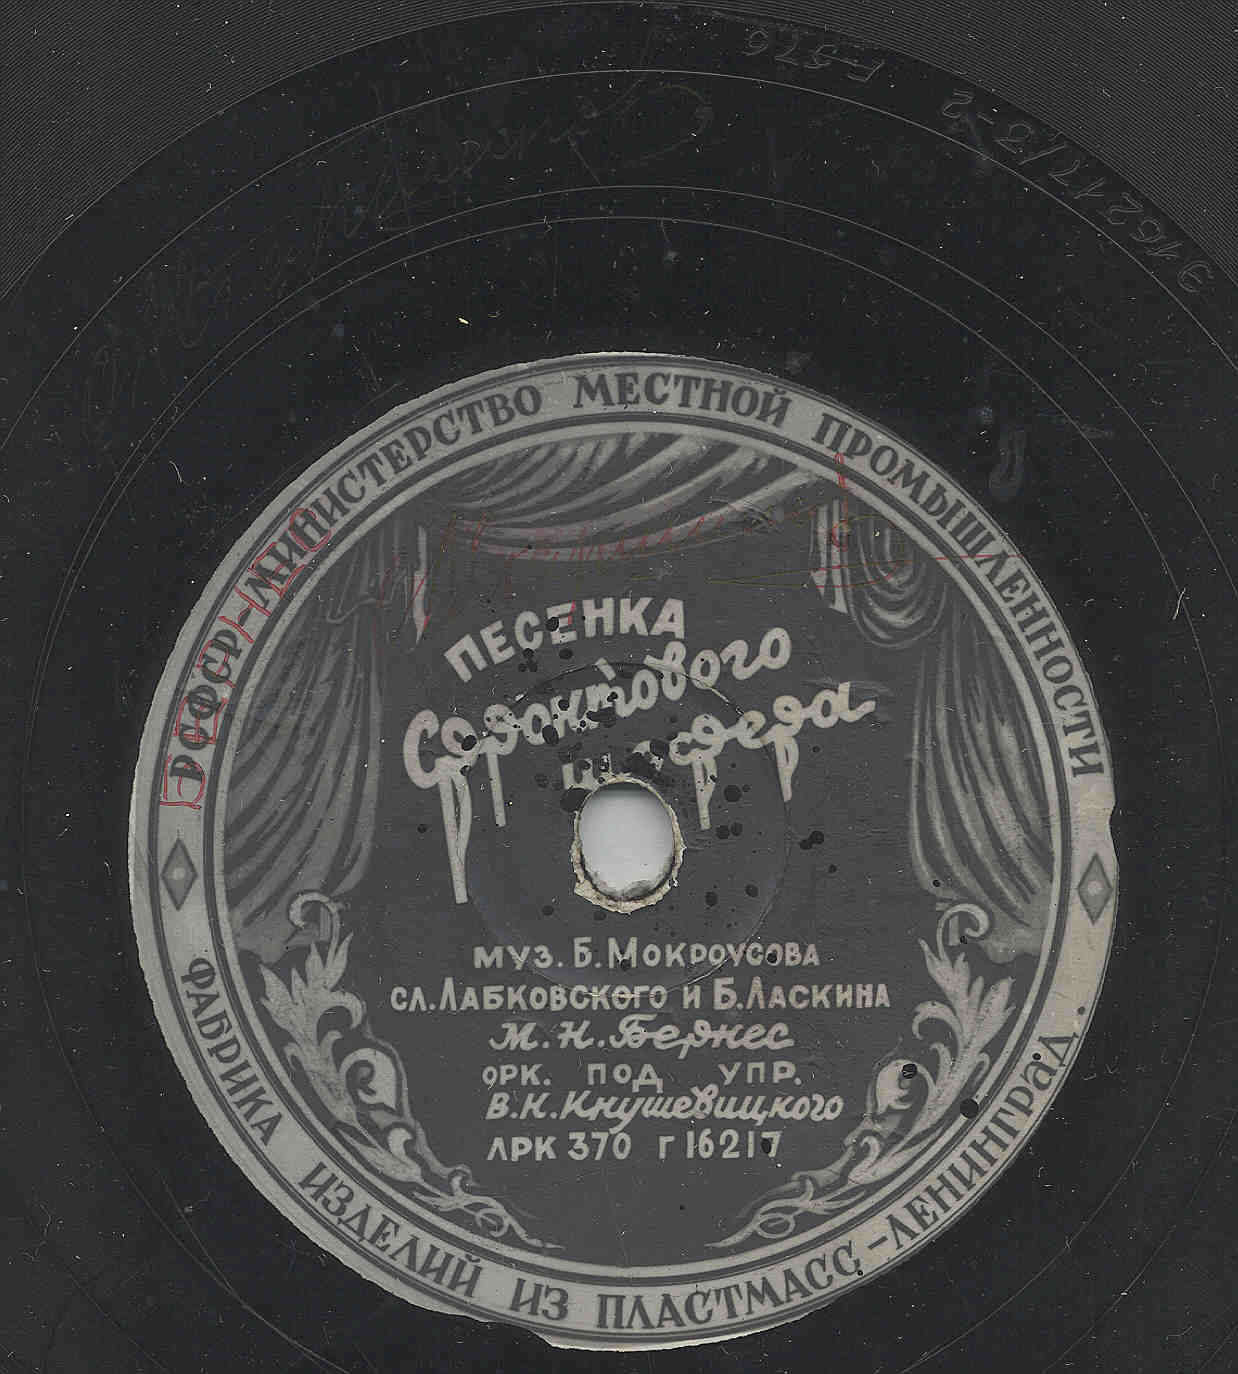 РСФСР-МИНИСТЕРСТВО МЕСТНОЙ ПРОМЫШЛЕННОСТИ
ПЕСЕНКА
Фронтового
шофера
МУЗ. Б. МОКРОУСОВА
СЛ. ЛАБКОВСКОГО И Б. ЛАСКИНА
М. Н. Бернес
ОРК. ПОД УПР.
В. Н. Кнушевицкого
ЛРК 370 Г 16217
ФАБРИКА ИЗДЕЛИЙ ИЗ ПЛАСТМАСС-ЛЕНИНГРАД.